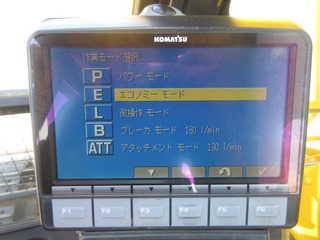 KOMATSU
作業モード選択
P パワー モード
E エコノミー モード
L 微操作 モード
B ブレーカ モード 180 l/min
ATT アタッチメント モード 130 l/min
F1 F2 F3 F4 F5 F6